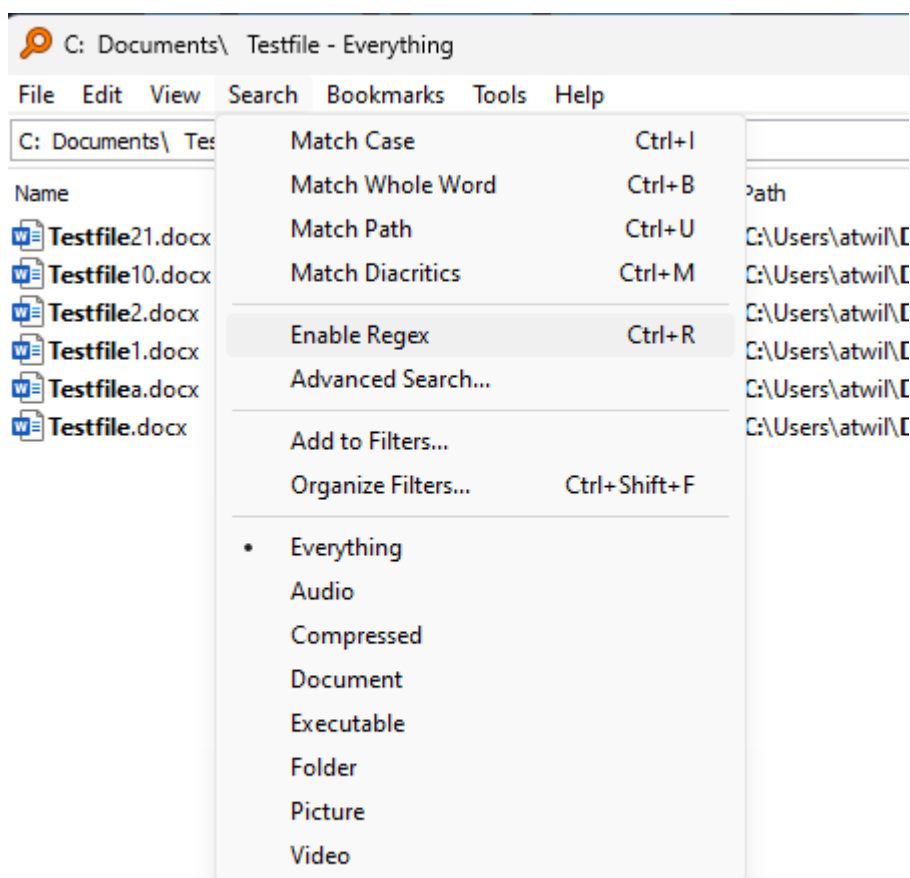 C: Documents\ Testfile - Everything
File Edit View Search Bookmarks Tools Help
C: Documents\
Name
Path
Testfile21.docx
C:\Users\atwil\
Testfile10.docx
C:\Users\atwil\
Testfile2.docx
C:\Users\atwil\
Testfile1.docx
C:\Users\atwil\
Testfilea.docx
C:\Users\atwil\
Testfile.docx
C:\Users\atwil\
Match Case Ctrl+I
Match Whole Word Ctrl+B
Match Path Ctrl+U
Match Diacritics Ctrl+M
Enable Regex Ctrl+R
Advanced Search...
Add to Filters...
Organize Filters... Ctrl+Shift+F
• Everything
Audio
Compressed
Document
Executable
Folder
Picture
Video